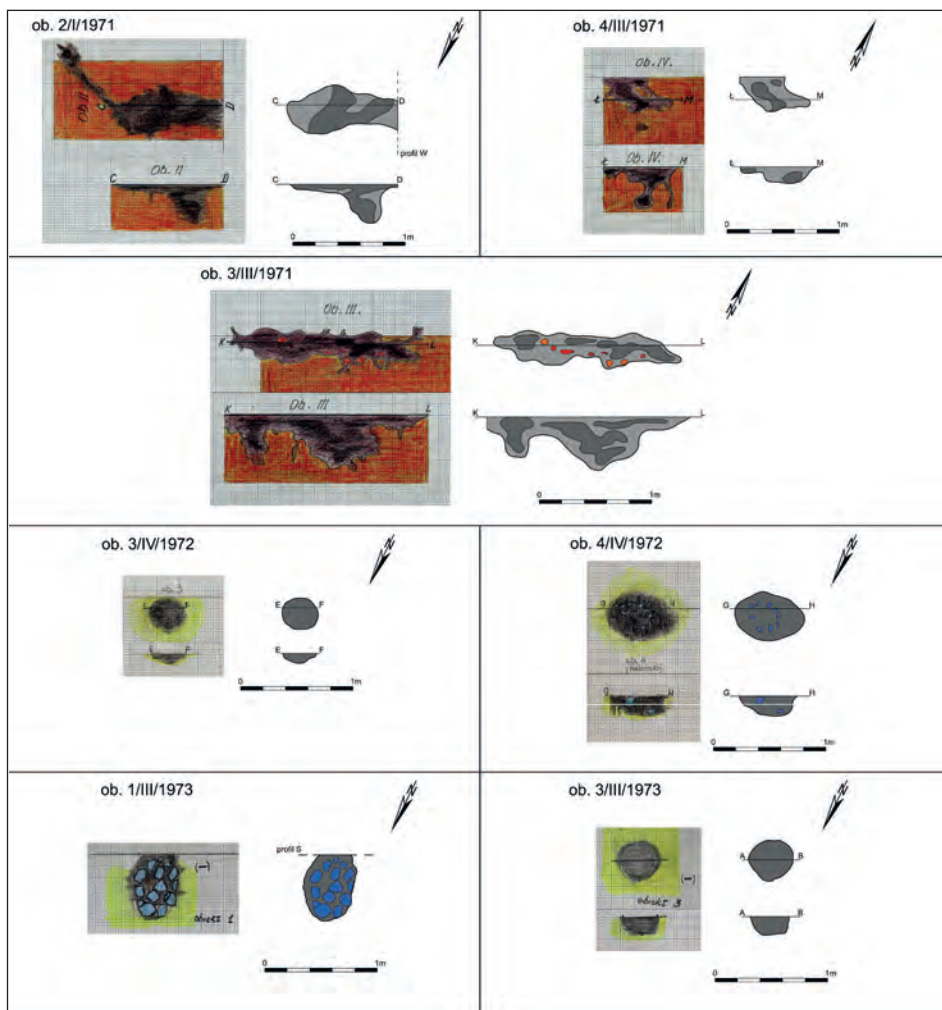 ob. 2/I/1971
N
Ob. II
D
C
D
profil W
Ob. II
C
D
C
D
0
1m
ob. 4/III/1971
N
Ob. IV.
Ł
M
Ł
M
Ob. IV.
Ł
M
Ł
M
0
1m
ob. 3/III/1971
N
Ob. III.
K
L
K
L
Ob. III
K
L
K
L
0
1m
ob. 3/IV/1972
N
E
F
E
F
E
F
0
1m
ob. 4/IV/1972
N
G
H
G
H
G
H
G
H
0
1m
ob. 1/III/1973
N
profil S
(-)
obiekt 1
0
1m
ob. 3/III/1973
N
A
B
(-)
obiekt 3
A
B
0
1m